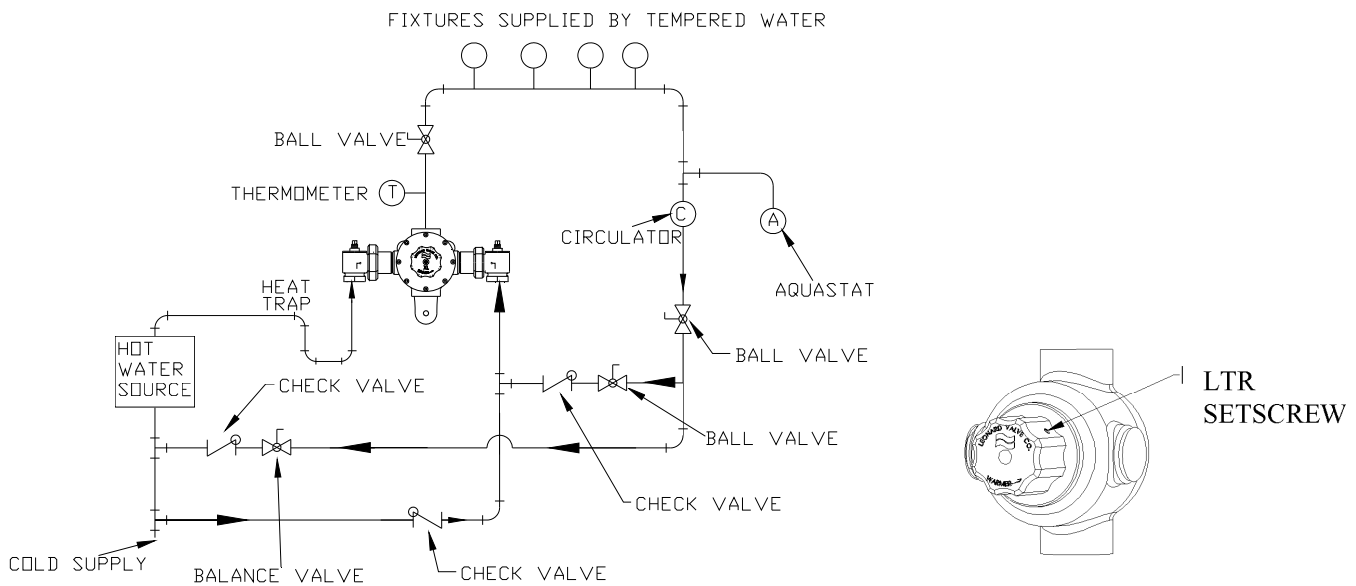 FIXTURES SUPPLIED BY TEMPERED WATER
BALL VALVE
THERMOMETER
T
C
CIRCULATOR
A
AQUASTAT
HEAT
TRAP
HOT
WATER
SOURCE
CHECK VALVE
BALL VALVE
BALL VALVE
CHECK VALVE
COLD SUPPLY
BALANCE VALVE
CHECK VALVE
LTR
SETSCREW
LEONARD VALVE CO.
WARMER